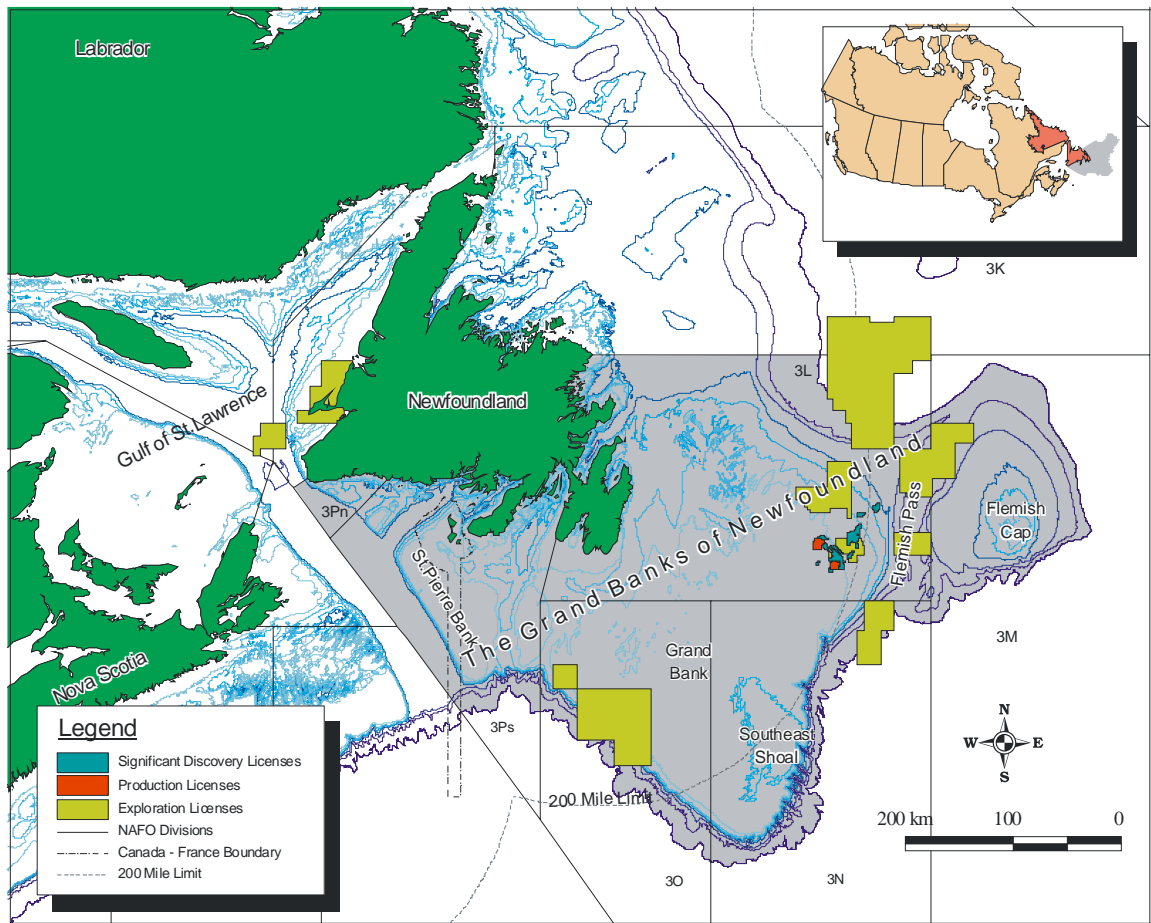 Labrador
3K
3L
Newfoundland
Gulf of St. Lawrence
The Grand Banks of Newfoundland
Flemish Pass
Flemish
Cap
3Pn
St. Pierre Bank
Grand
Bank
3M
Nova Scotia
3Ps
Southeast
Shoal
N
W
E
S
200 Mile Limit
200 km
100
0
3O
3N
Legend
Significant Discovery Licenses
Production Licenses
Exploration Licenses
NAFO Divisions
Canada - France Boundary
200 Mile Limit